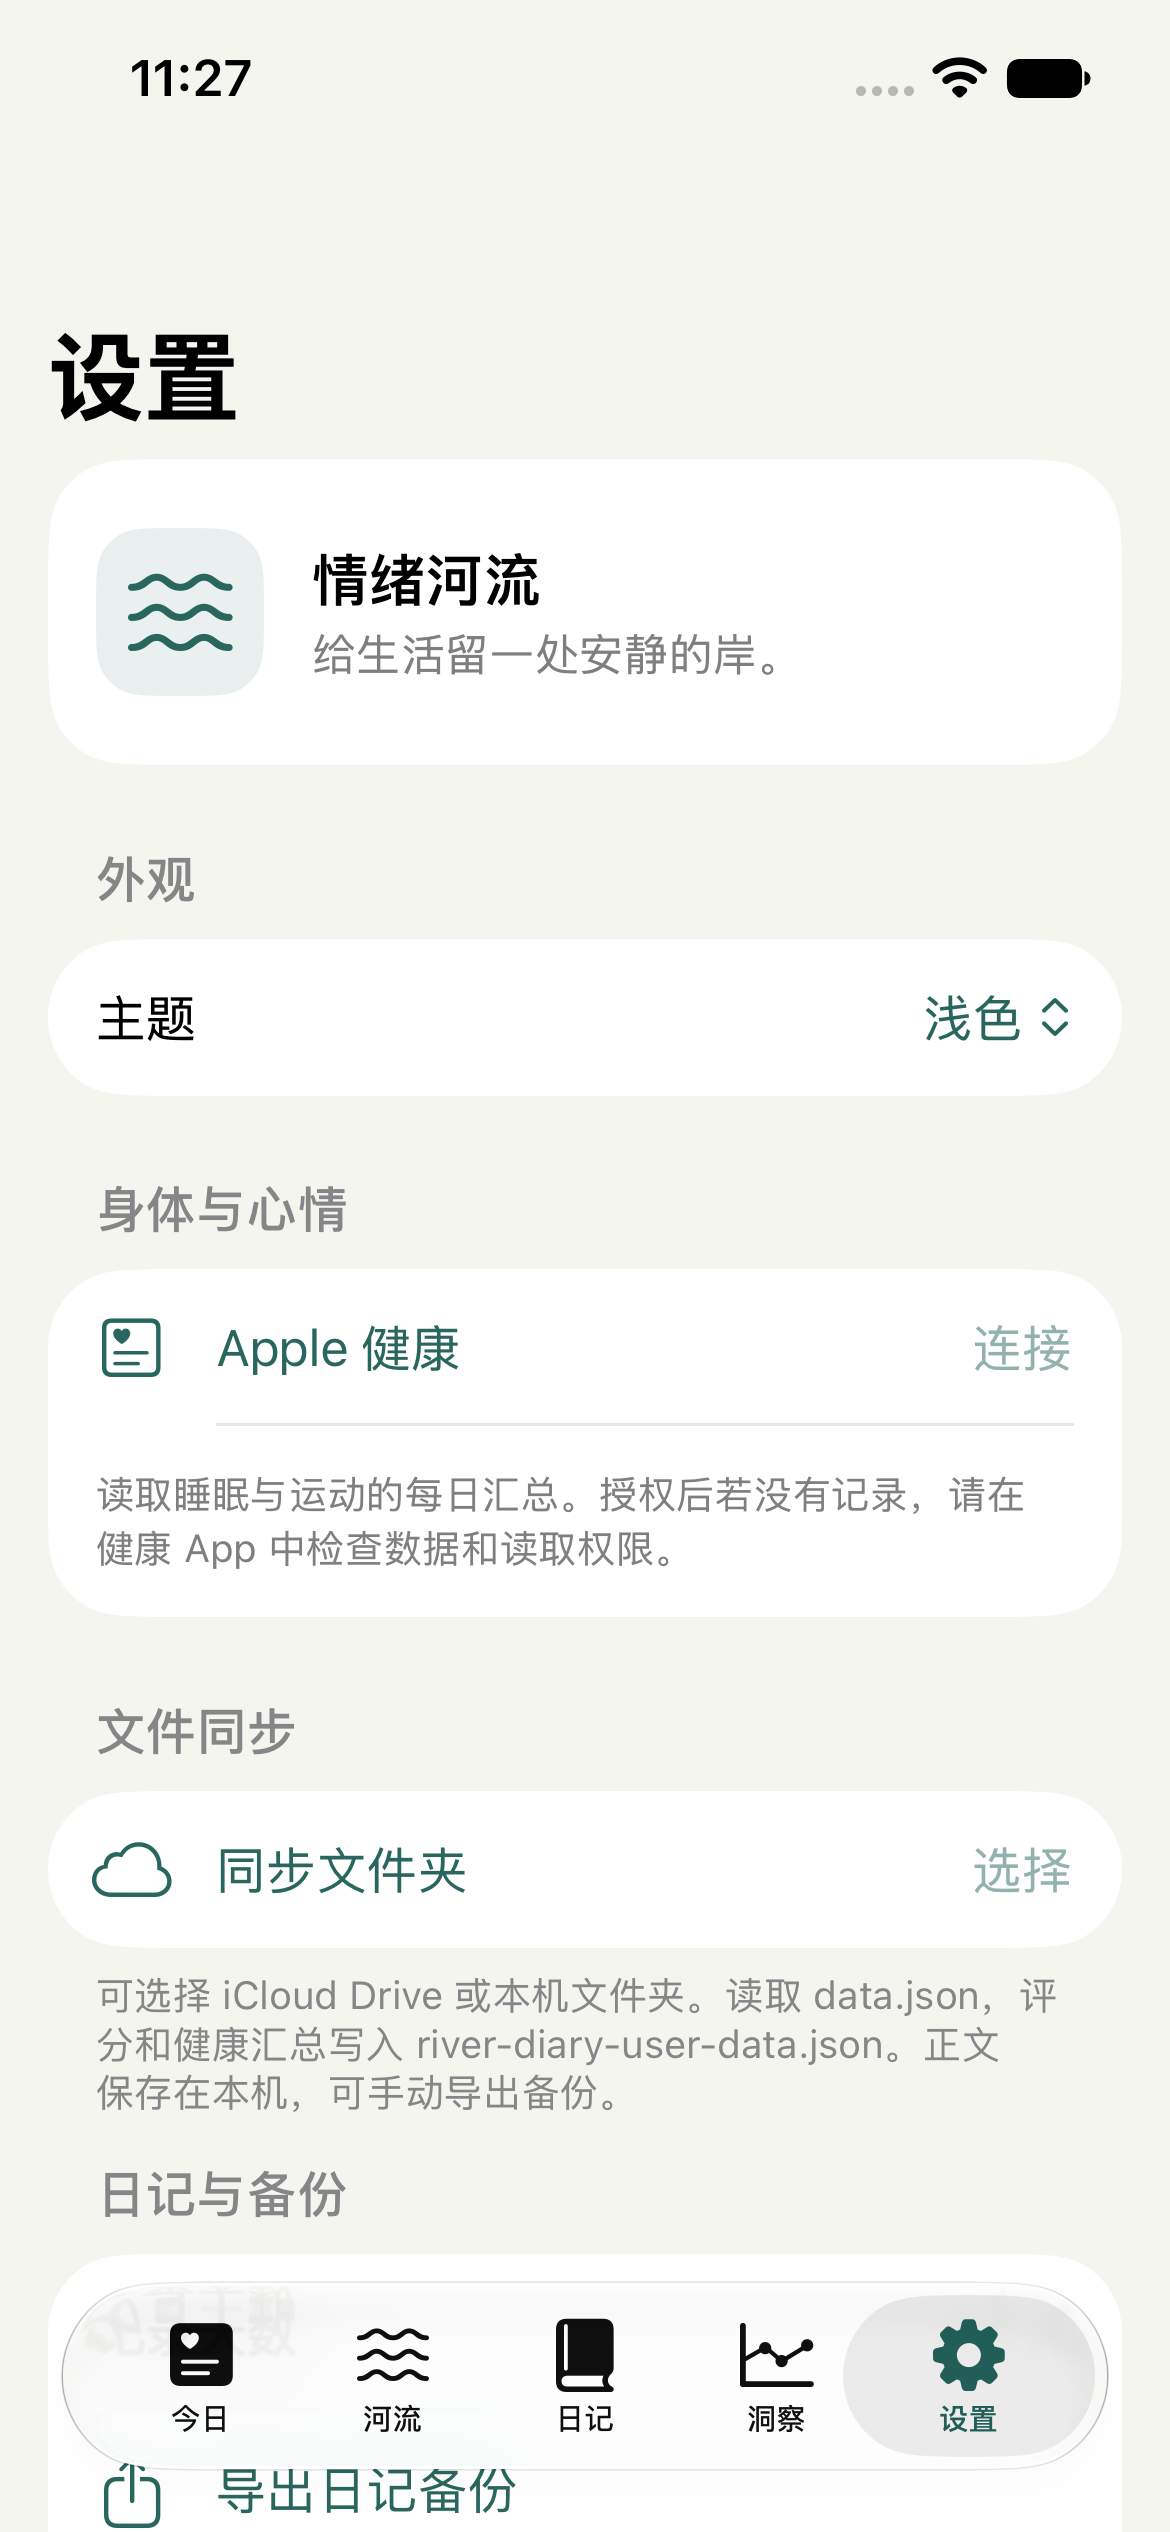 11:27
设置
情绪河流
给生活留一处安静的岸。
外观
主题
浅色
身体与心情
Apple 健康
连接
读取睡眠与运动的每日汇总。授权后若没有记录，请在
健康 App 中检查数据和读取权限。
文件同步
同步文件夹
选择
可选择 iCloud Drive 或本机文件夹。读取 data.json，评
分和健康汇总写入 river-diary-user-data.json。正文
保存在本机，可手动导出备份。
日记与备份
今日
河流
日记
洞察
设置
导出日记备份